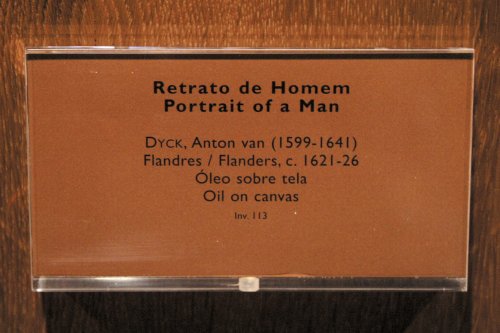 Retrato de Homem
Portrait of a Man
DYCK, Anton van (1599-1641)
Flandres / Flanders, c. 1621-26
Óleo sobre tela
Oil on canvas
Inv. 113